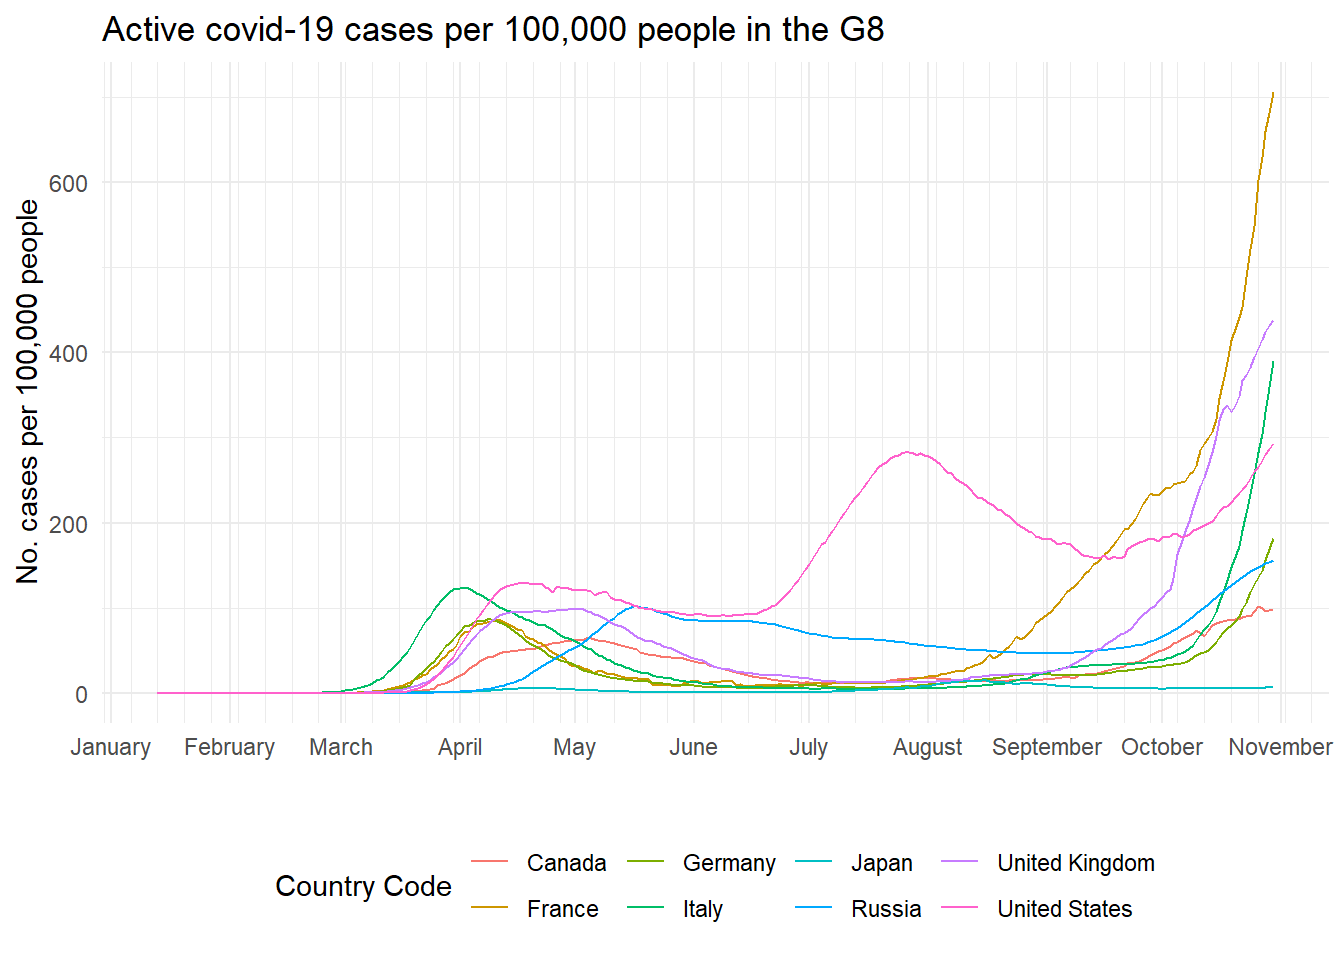 Active covid-19 cases per 100,000 people in the G8
No. cases per 100,000 people
600
400
200
0
January February March April May June July August September October November
Country Code
Canada Germany Japan United Kingdom
France Italy Russia United States